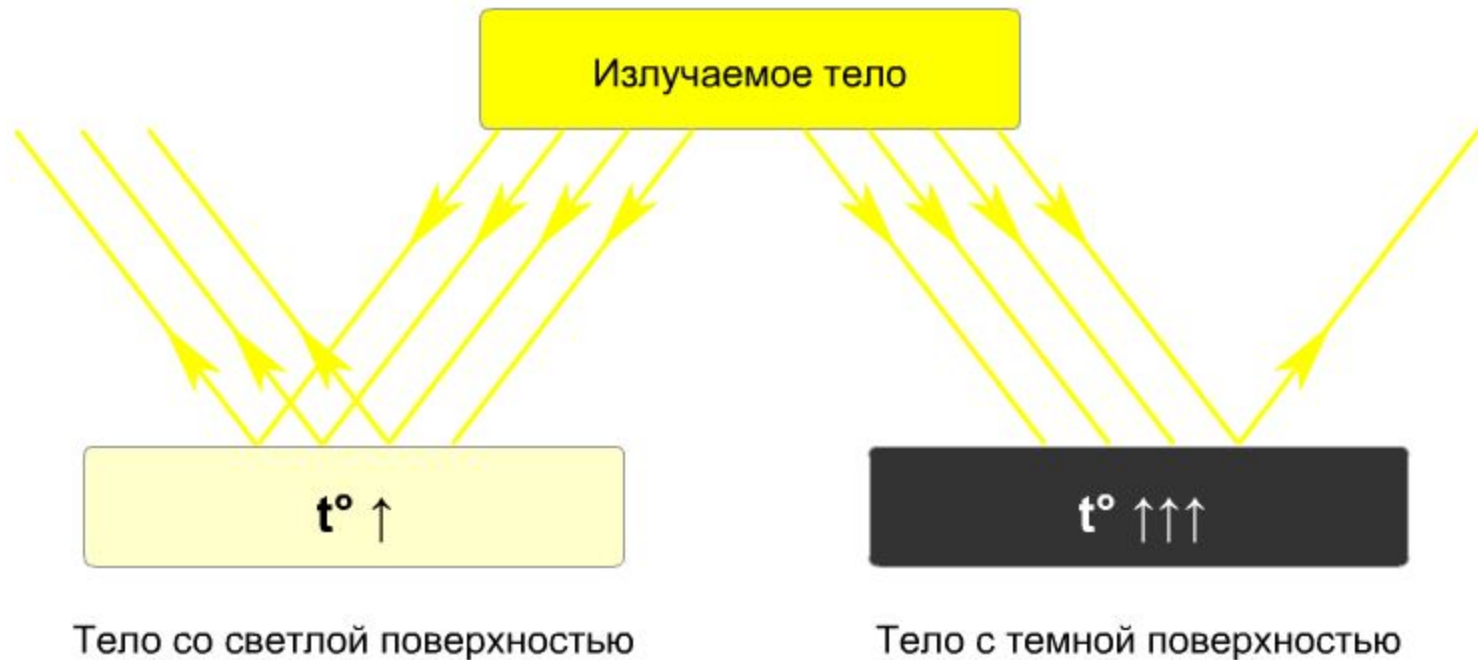 Излучаемое тело
t° ↑
t° ↑↑↑
Тело со светлой поверхностью
Тело с темной поверхностью